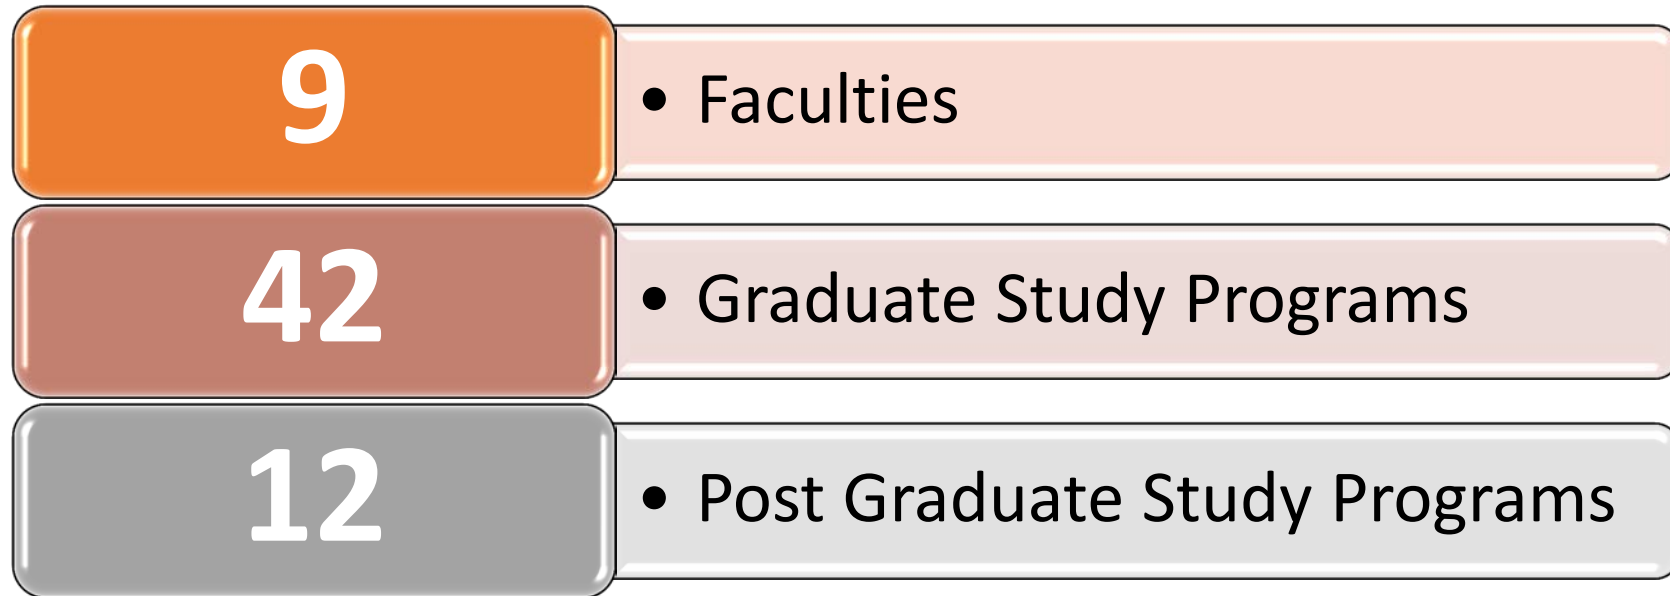 9
• Faculties
42
• Graduate Study Programs
12
• Post Graduate Study Programs